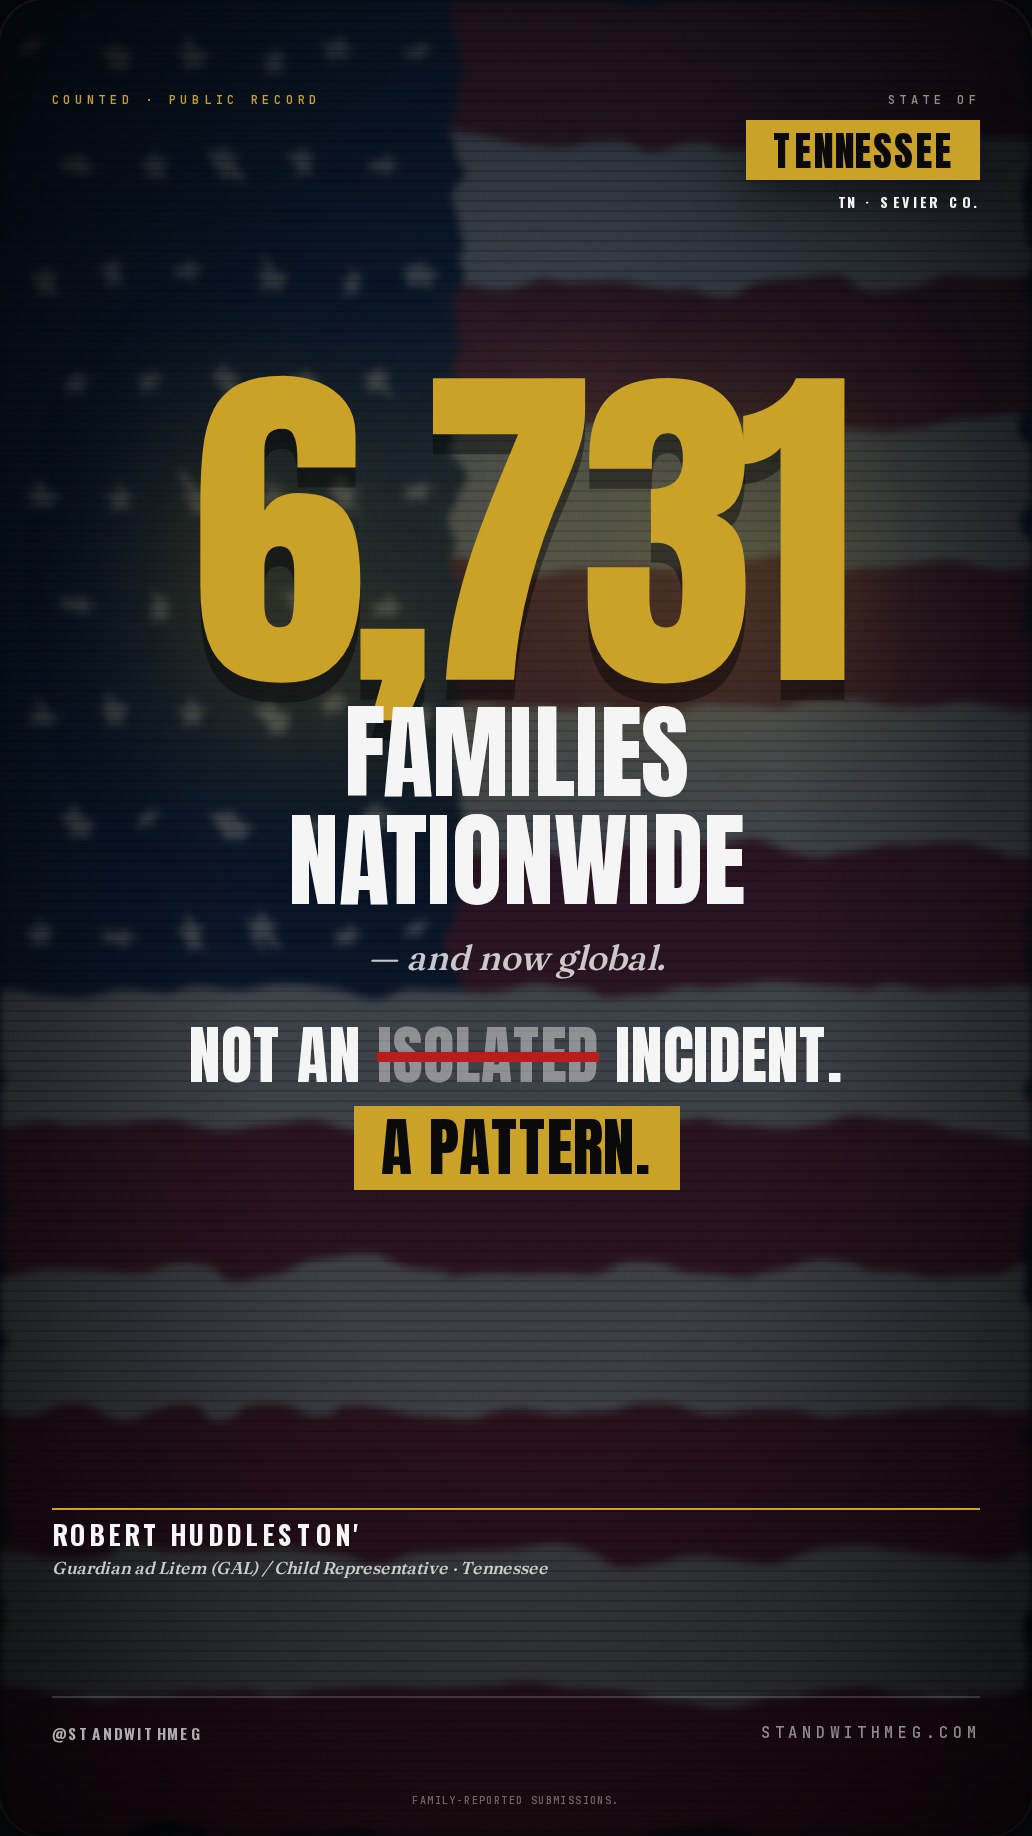 COUNTED · PUBLIC RECORD
STATE OF
TENNESSEE
TN · SEVIER CO.
6,731
FAMILIES
NATIONWIDE
— and now global.
NOT AN ISOLATED INCIDENT.
A PATTERN.
ROBERT HUDDLESTON'
Guardian ad Litem (GAL) / Child Representative · Tennessee
@STANDWITHMEG
STANDWITHMEG.COM
FAMILY-REPORTED SUBMISSIONS.